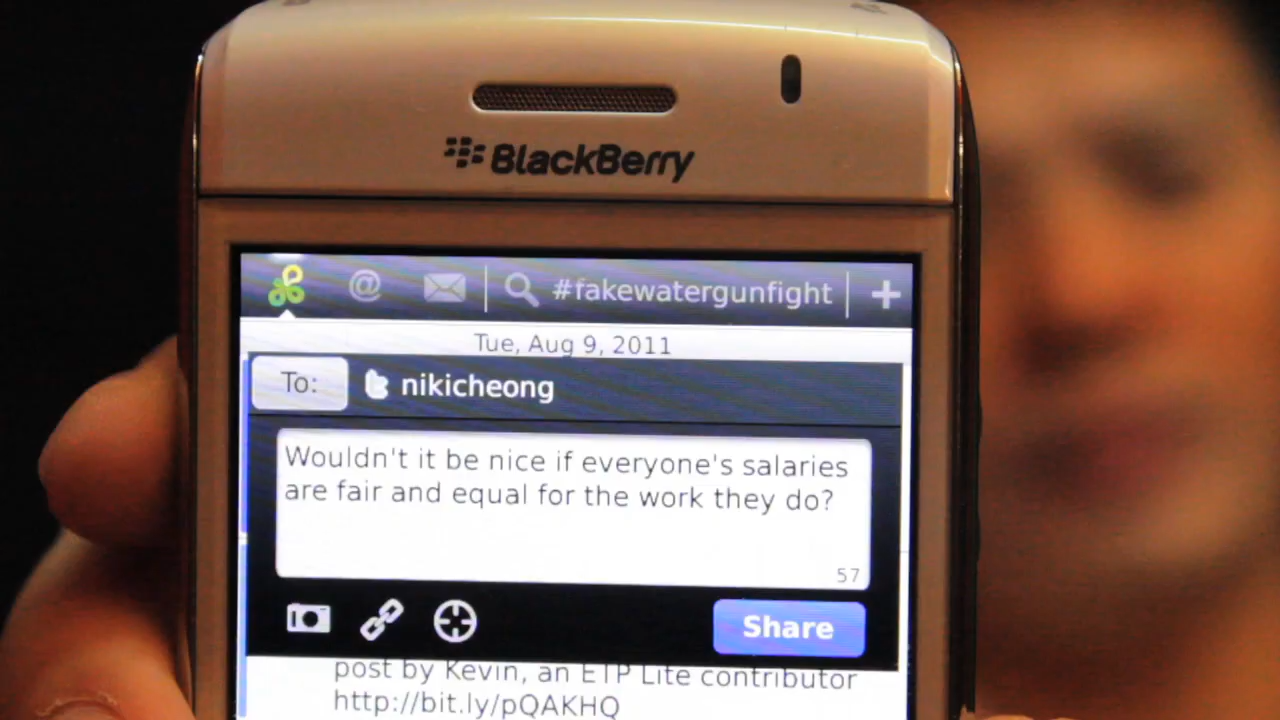 BlackBerry
@ #fakewatergunfight +
Tue, Aug 9, 2011
To: nikicheong
Wouldn't it be nice if everyone's salaries
are fair and equal for the work they do?
57
Share
post by Kevin, an ETP Lite contributor
http://bit.ly/pQAKHQ